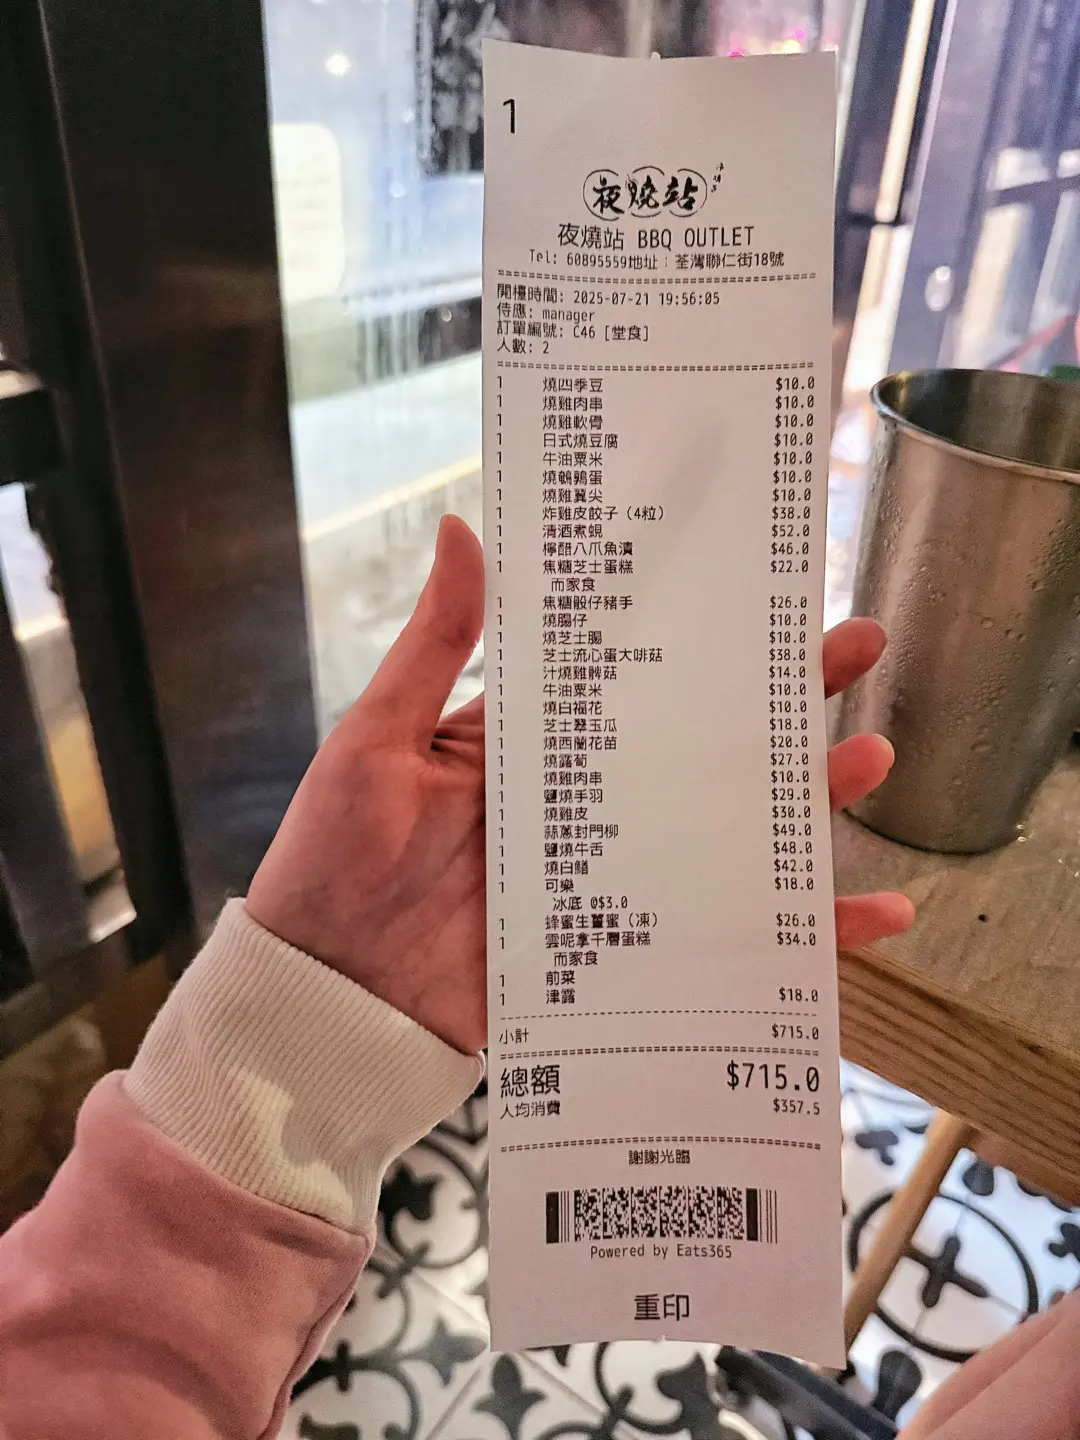 1
夜燒站
夜燒站 BBQ OUTLET
Tel: 60895559地址：荃灣聯仁街18號
開檯時間: 2025-07-21 19:56:05
侍應: manager
訂單編號: C46 [堂食]
人數: 2
1 燒四季豆 $10.0
1 燒雞肉串 $10.0
1 燒雞軟骨 $10.0
1 日式燒豆腐 $10.0
1 牛油粟米 $10.0
1 燒鵪鶉蛋 $10.0
1 燒雞翼尖 $10.0
1 炸雞皮餃子（4粒） $38.0
1 清酒煮蜆 $52.0
1 檸醋八爪魚漬 $46.0
1 焦糖芝士蛋糕 $22.0
而家食
1 焦糖骰仔豬手 $26.0
1 燒腸仔 $10.0
1 燒芝士腸 $10.0
1 芝士流心蛋大啡菇 $38.0
1 汁燒雞髀菇 $14.0
1 牛油粟米 $10.0
1 燒白福花 $10.0
1 芝士翠玉瓜 $18.0
1 燒西蘭花苗 $20.0
1 燒露荀 $27.0
1 燒雞肉串 $10.0
1 鹽燒手羽 $29.0
1 燒雞皮 $30.0
1 蒜蔥封門柳 $49.0
1 鹽燒牛舌 $48.0
1 燒白鱔 $42.0
1 可樂 $18.0
冰底 @$3.0
1 蜂蜜生薑蜜（凍） $26.0
1 雲呢拿千層蛋糕 $34.0
而家食
1 前菜
1 津露 $18.0
小計 $715.0
總額 $715.0
人均消費 $357.5
謝謝光臨
Powered by Eats365
重印